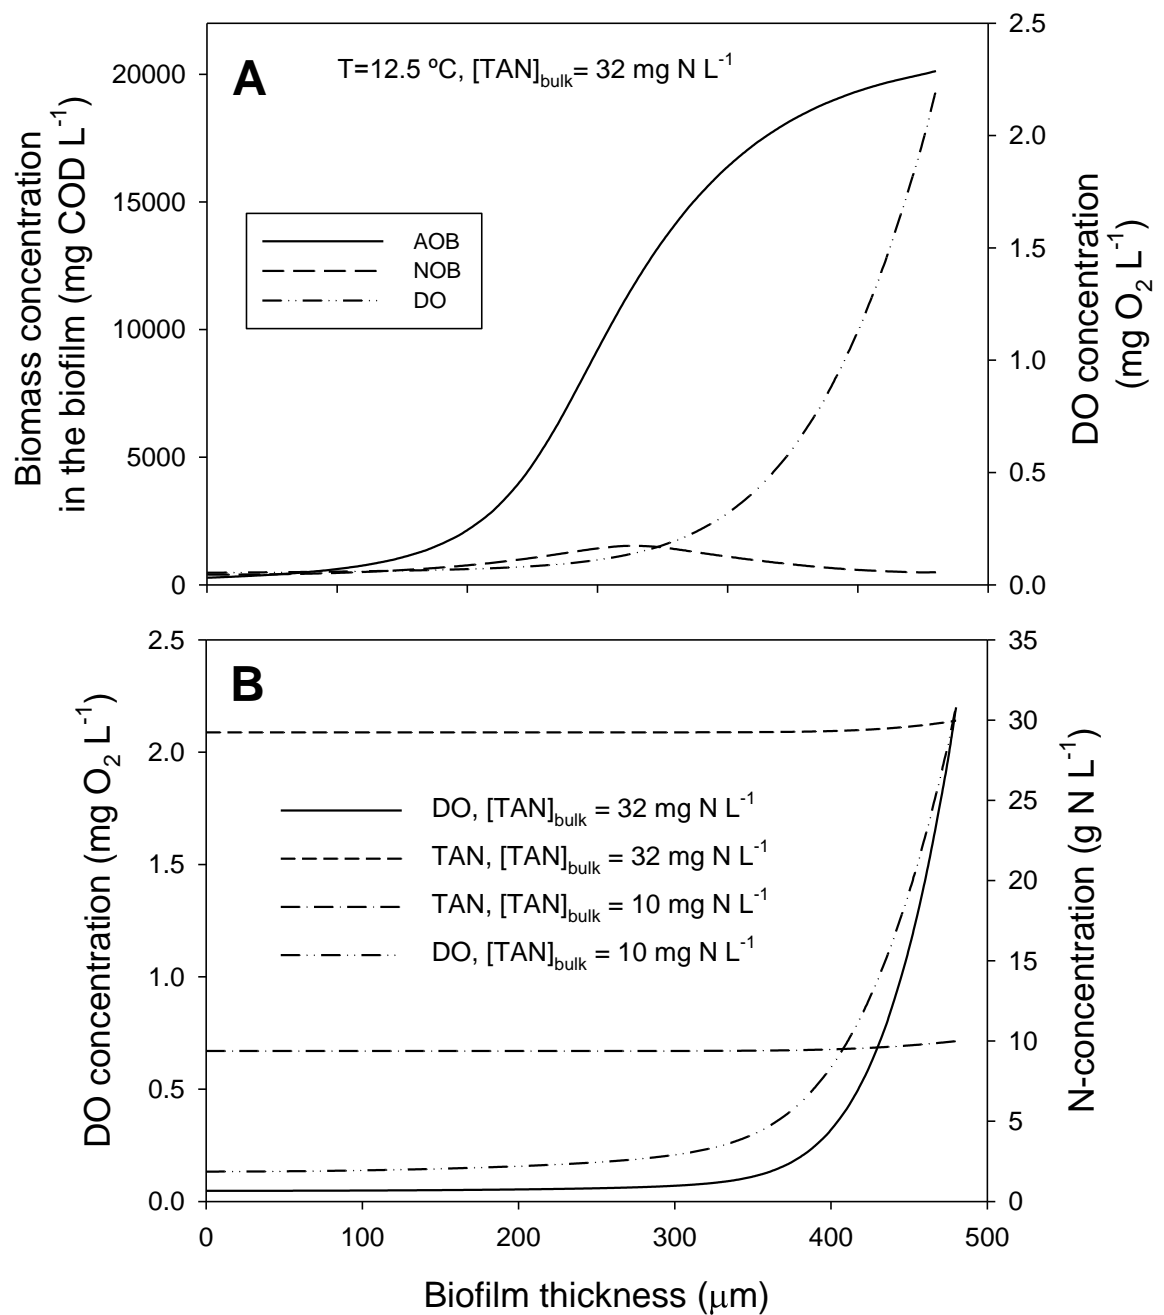 A
T=12.5 ºC, [TAN]bulk= 32 mg N L-1
Biomass concentration
in the biofilm (mg COD L-1)
20000
15000
10000
5000
0
AOB
NOB
DO
2.5
2.0
1.5
1.0
0.5
0.0
DO concentration
(mg O2 L-1)
B
DO concentration (mg O2 L-1)
2.5
2.0
1.5
1.0
0.5
0.0
DO, [TAN]bulk = 32 mg N L-1
TAN, [TAN]bulk = 32 mg N L-1
TAN, [TAN]bulk = 10 mg N L-1
DO, [TAN]bulk = 10 mg N L-1
35
30
25
20
15
10
5
0
N-concentration (g N L-1)
0 100 200 300 400 500
Biofilm thickness (μm)